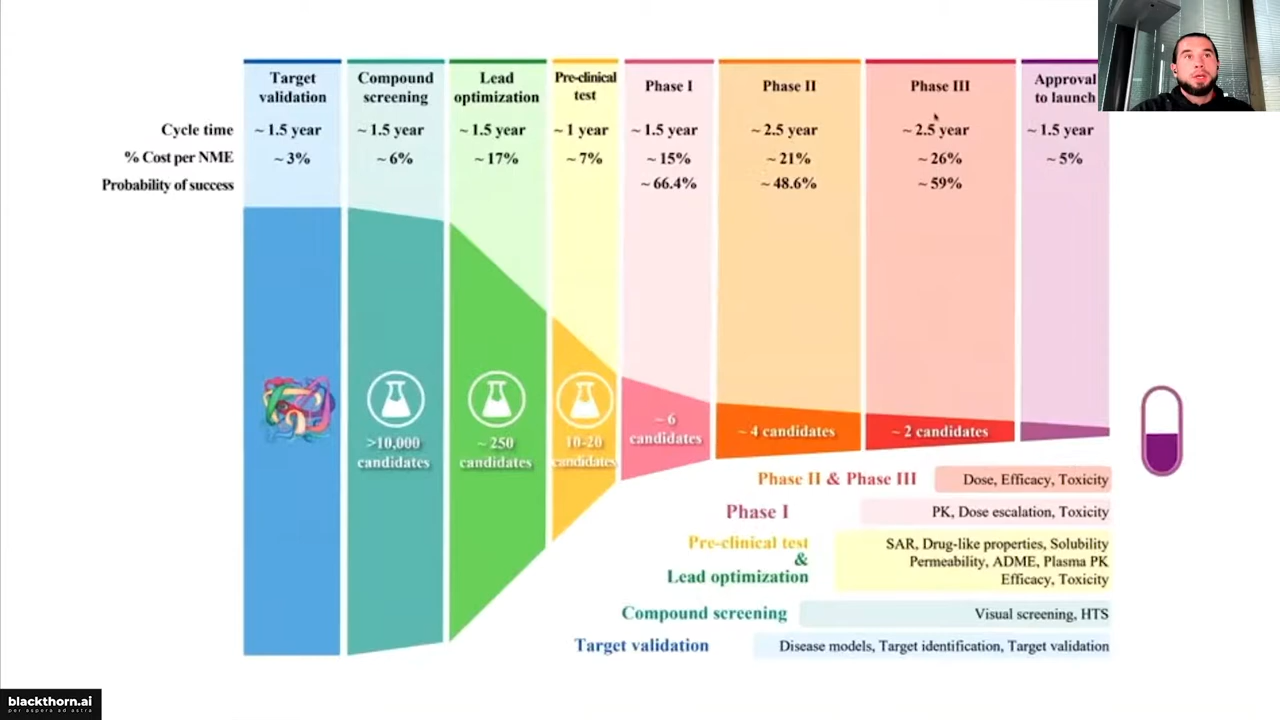 Target
validation
Compound
screening
Lead
optimization
Pre-clinical
test
Phase I
Phase II
Phase III
Approval
to launch
Cycle time ~ 1.5 year ~ 1.5 year ~ 1.5 year ~ 1 year ~ 1.5 year ~ 2.5 year ~ 2.5 year ~ 1.5 year
% Cost per NME ~ 3% ~ 6% ~ 17% ~ 7% ~ 15% ~ 21% ~ 26% ~ 5%
Probability of success ~ 66.4% ~ 48.6% ~ 59%
>10,000
candidates
~ 250
candidates
10-20
candidates
~ 6
candidates
~ 4 candidates
~ 2 candidates
Phase II & Phase III Dose, Efficacy, Toxicity
Phase I PK, Dose escalation, Toxicity
Pre-clinical test
&
Lead optimization
SAR, Drug-like properties, Solubility
Permeability, ADME, Plasma PK
Efficacy, Toxicity
Compound screening Visual screening, HTS
Target validation Disease models, Target identification, Target validation
blackthorn.ai
per aspera ad astra